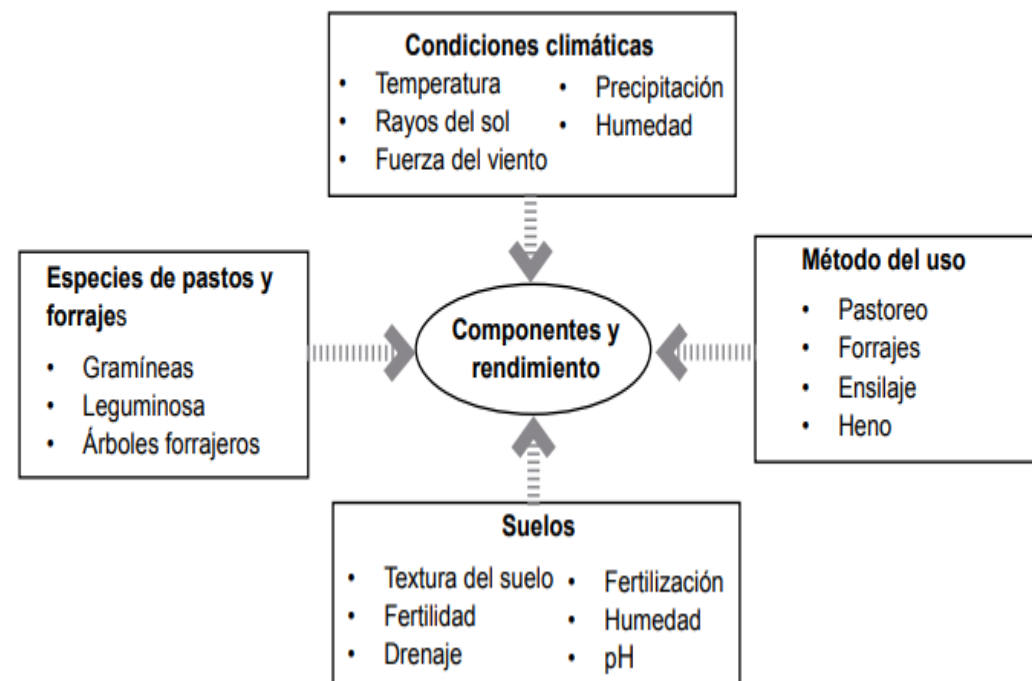 Condiciones climáticas
• Temperatura
• Rayos del sol
• Fuerza del viento
• Precipitación
• Humedad
Especies de pastos y
forrajes
• Gramíneas
• Leguminosa
• Árboles forrajeros
Componentes y
rendimiento
Método del uso
• Pastoreo
• Forrajes
• Ensilaje
• Heno
Suelos
• Textura del suelo
• Fertilidad
• Drenaje
• Fertilización
• Humedad
• pH